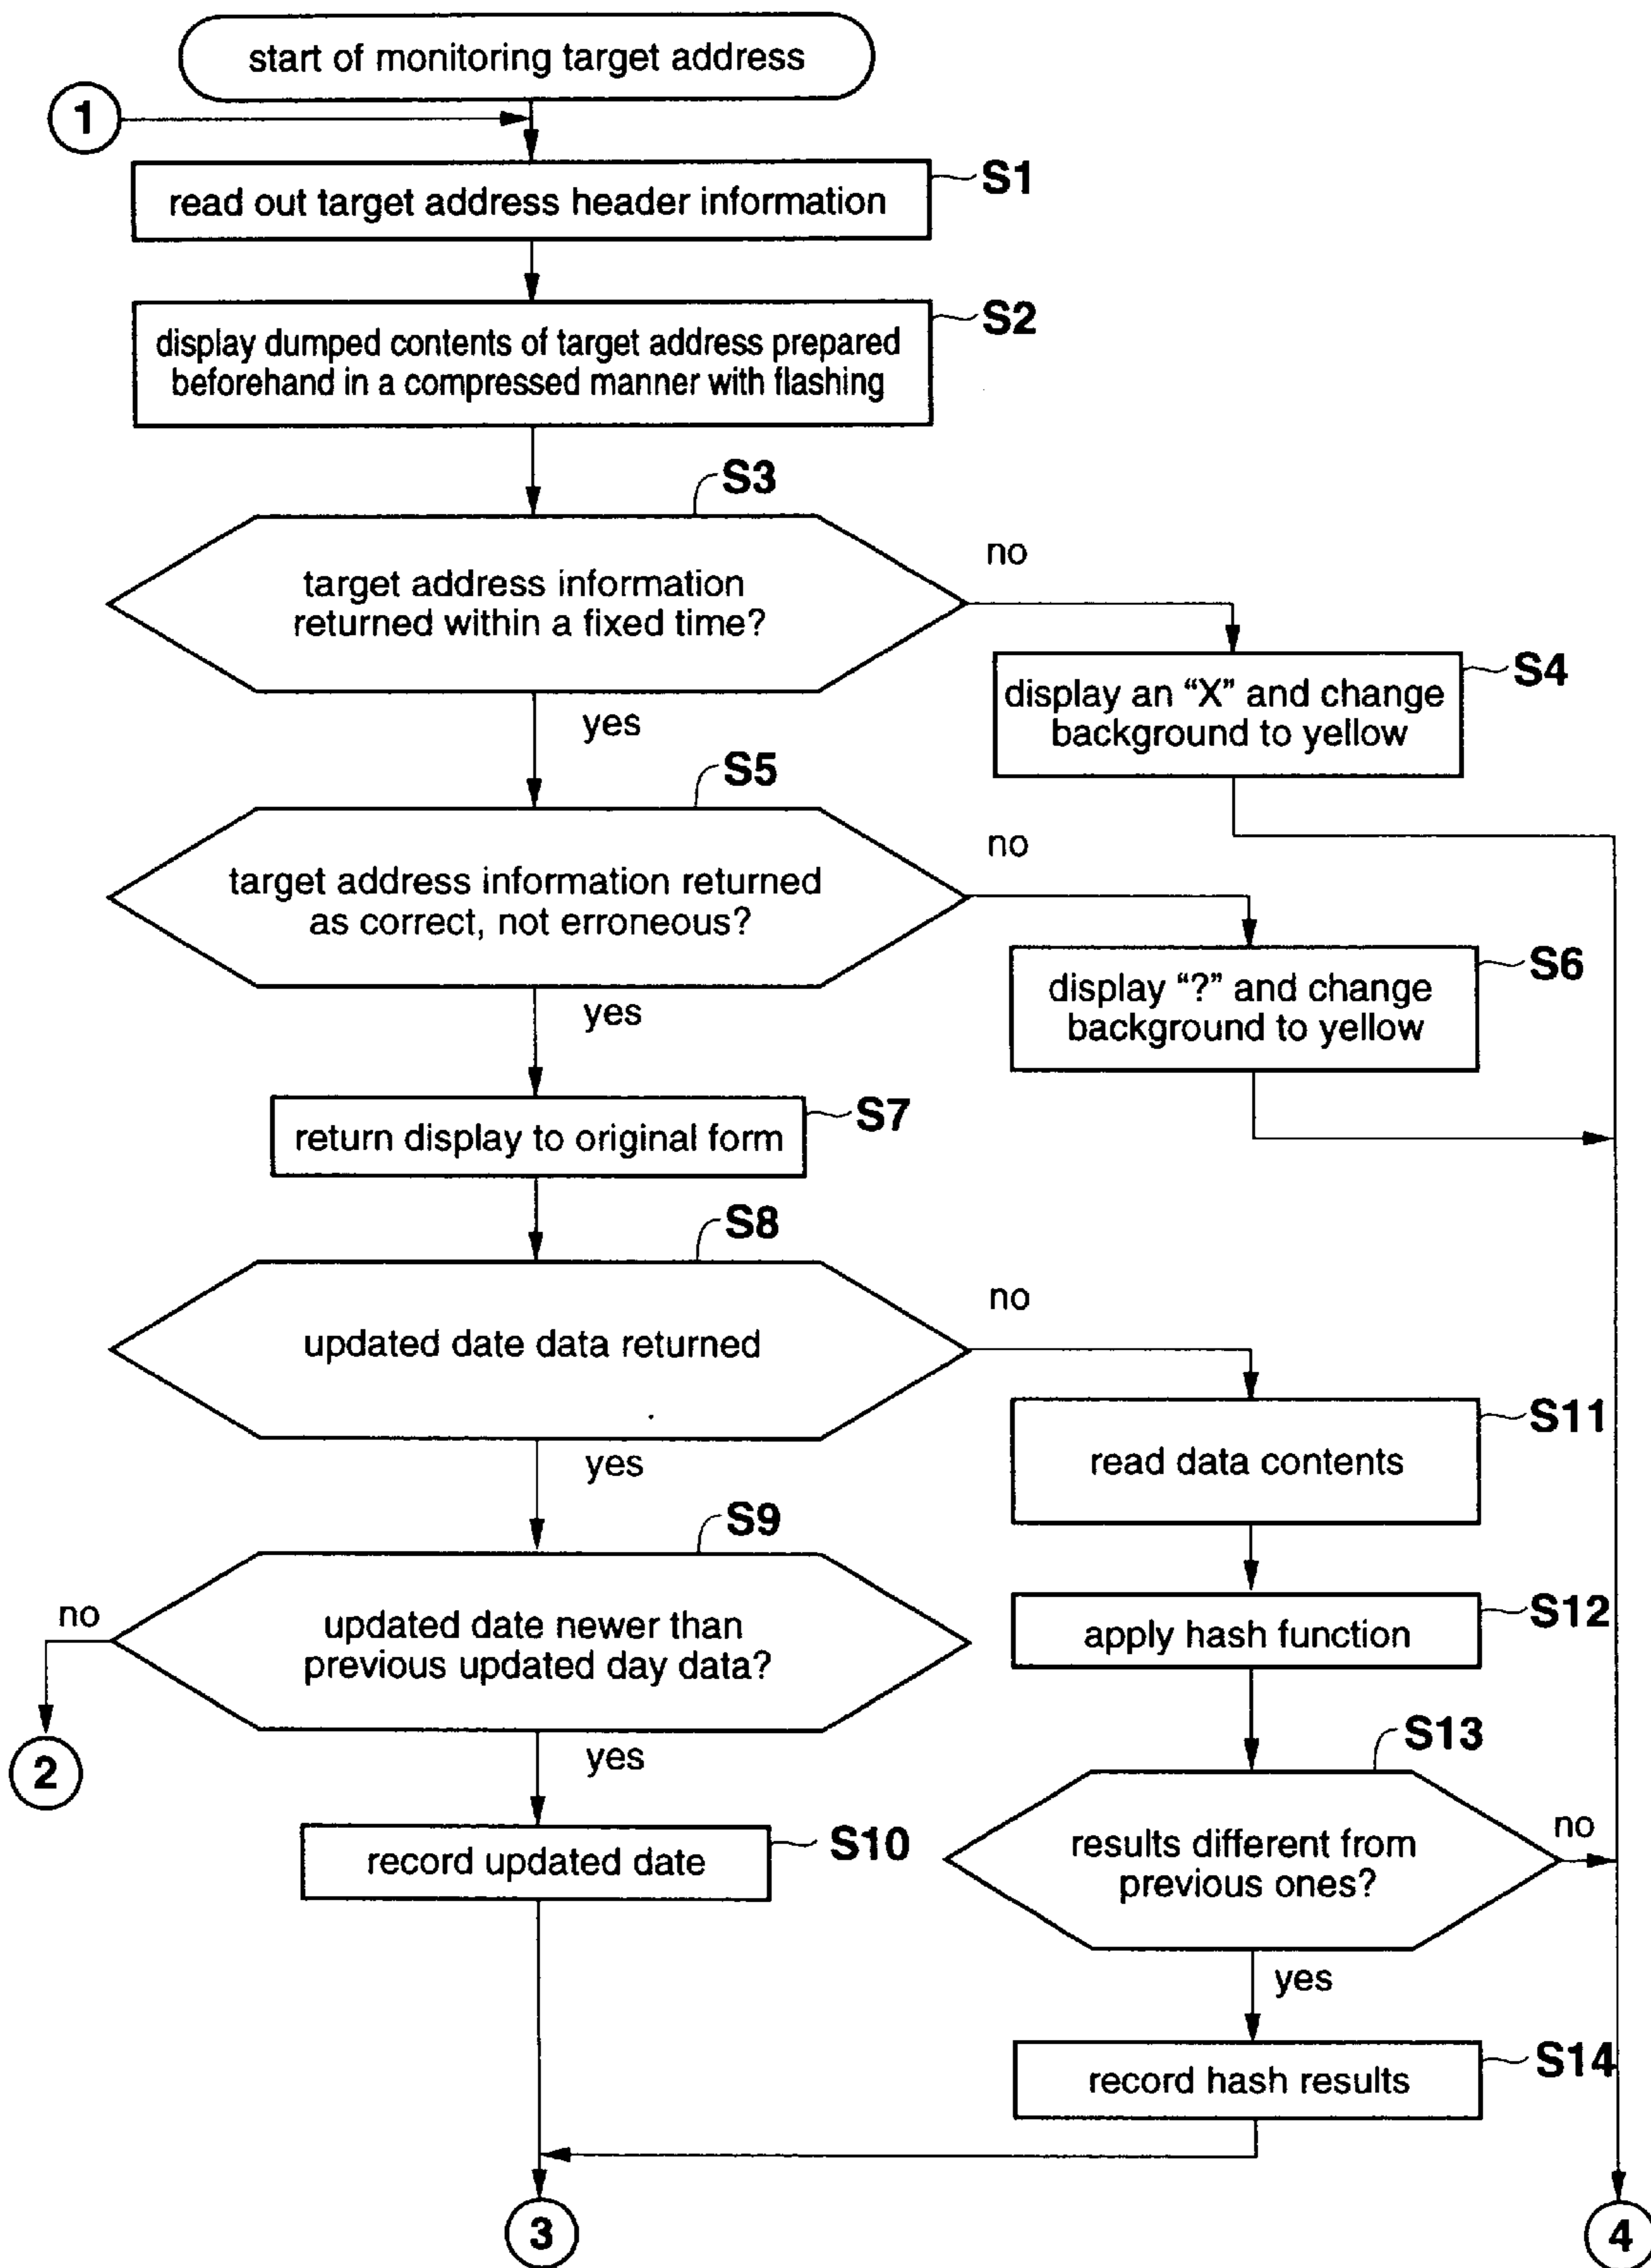 start of monitoring target address
1
read out target address header information
S1
display dumped contents of target address prepared
beforehand in a compressed manner with flashing
S2
S3
target address information
returned within a fixed time?
no
yes
display an “X” and change
background to yellow
S4
S5
target address information returned
as correct, not erroneous?
no
yes
display “?” and change
background to yellow
S6
return display to original form
S7
S8
updated date data returned
no
yes
read data contents
S11
S9
updated date newer than
previous updated day data?
no
2
yes
apply hash function
S12
record updated date
S10
S13
results different from
previous ones?
no
yes
record hash results
S14
3
4